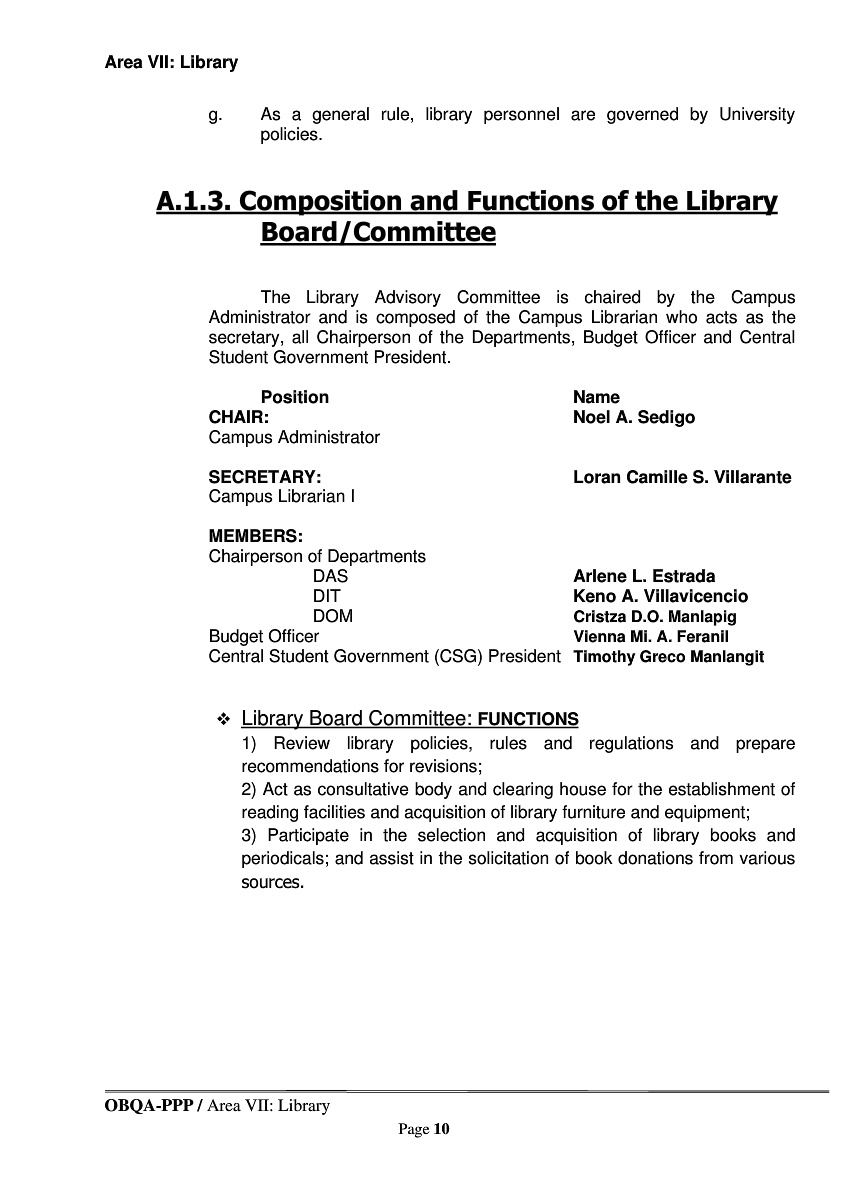 Area VII: Library
g. As a general rule, library personnel are governed by University
policies.
A.1.3. Composition and Functions of the Library
Board/Committee
The Library Advisory Committee is chaired by the Campus
Administrator and is composed of the Campus Librarian who acts as the
secretary, all Chairperson of the Departments, Budget Officer and Central
Student Government President.
Position Name
CHAIR: Noel A. Sedigo
Campus Administrator
SECRETARY: Loran Camille S. Villarante
Campus Librarian I
MEMBERS:
Chairperson of Departments
DAS Arlene L. Estrada
DIT Keno A. Villavicencio
DOM Cristza D.O. Manlapig
Budget Officer Vienna Mi. A. Feranil
Central Student Government (CSG) President Timothy Greco Manlangit
❖ Library Board Committee: FUNCTIONS
1) Review library policies, rules and regulations and prepare
recommendations for revisions;
2) Act as consultative body and clearing house for the establishment of
reading facilities and acquisition of library furniture and equipment;
3) Participate in the selection and acquisition of library books and
periodicals; and assist in the solicitation of book donations from various
sources.
OBQA-PPP / Area VII: Library
Page 10